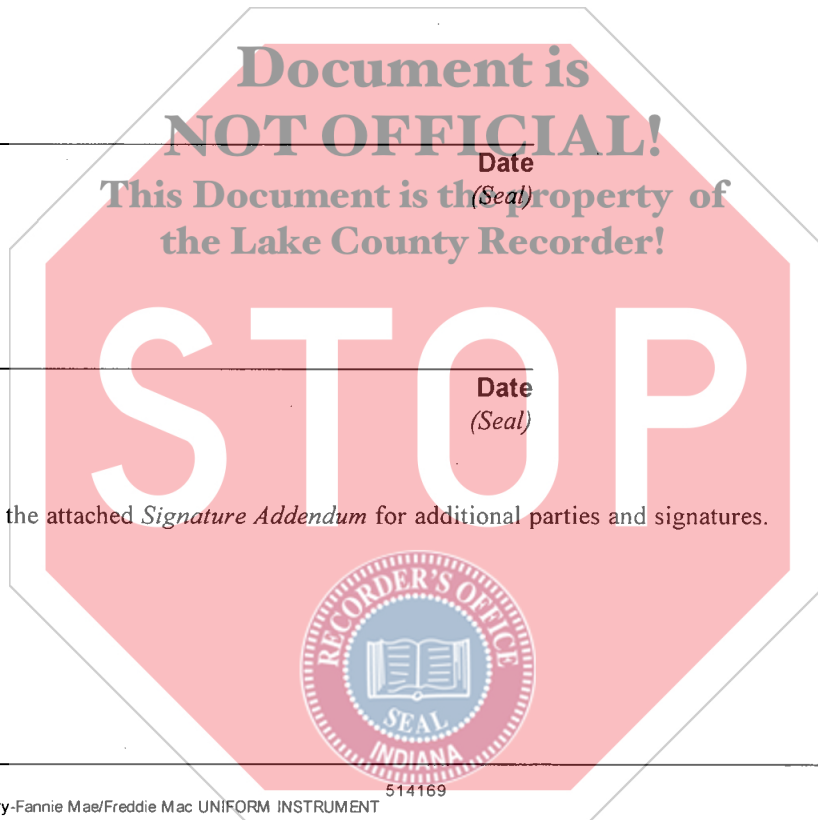 Document is
NOT OFFICIAL!
Date
This Document is the property of
(Seal)
the Lake County Recorder!
STOP
Date
(Seal)
the attached Signature Addendum for additional parties and signatures.
RECORDER'S OFFICE
SEAL
INDIANA
514169
y-Fannie Mae/Freddie Mac UNIFORM INSTRUMENT